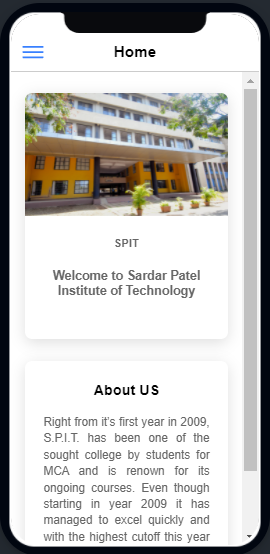 Home
SPIT
Welcome to Sardar Patel
Institute of Technology
About US
Right from it's first year in 2009,
S.P.I.T. has been one of the
sought college by students for
MCA and is renown for its
ongoing courses. Even though
starting in year 2009 it has
managed to excel quickly and
with the highest cutoff this year